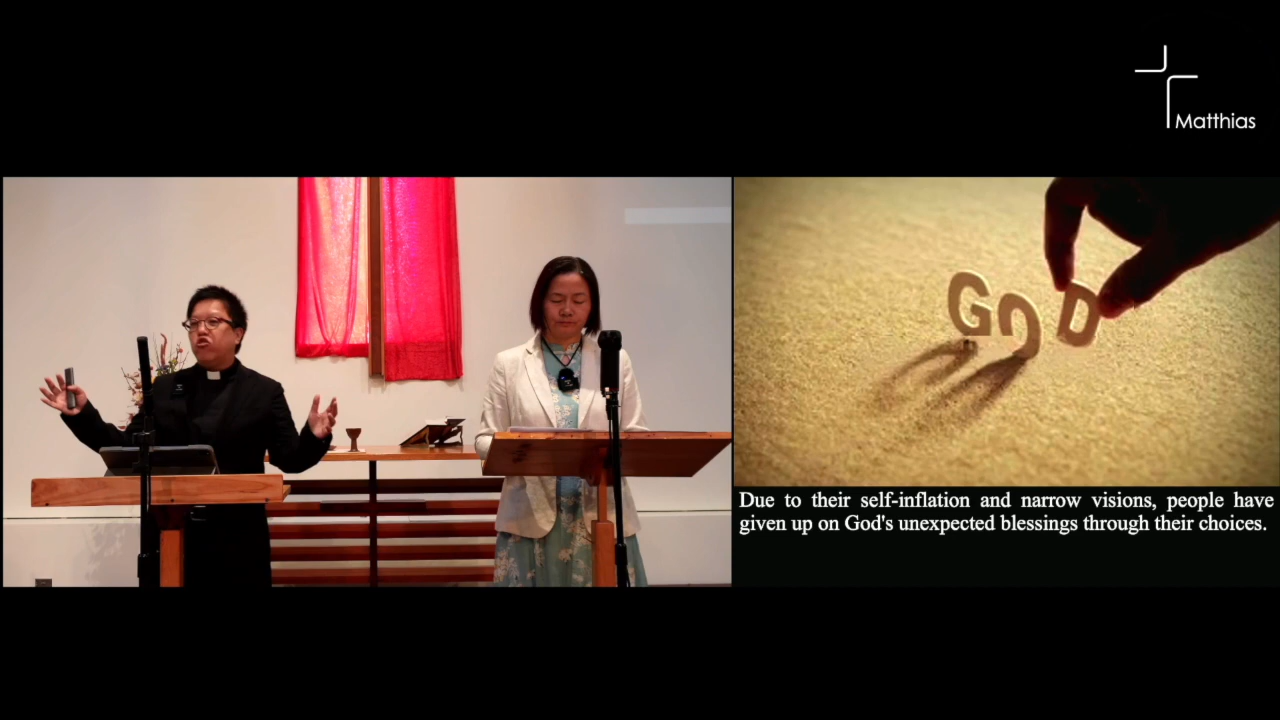 Matthias
GOD
Due to their self-inflation and narrow visions, people have
given up on God's unexpected blessings through their choices.